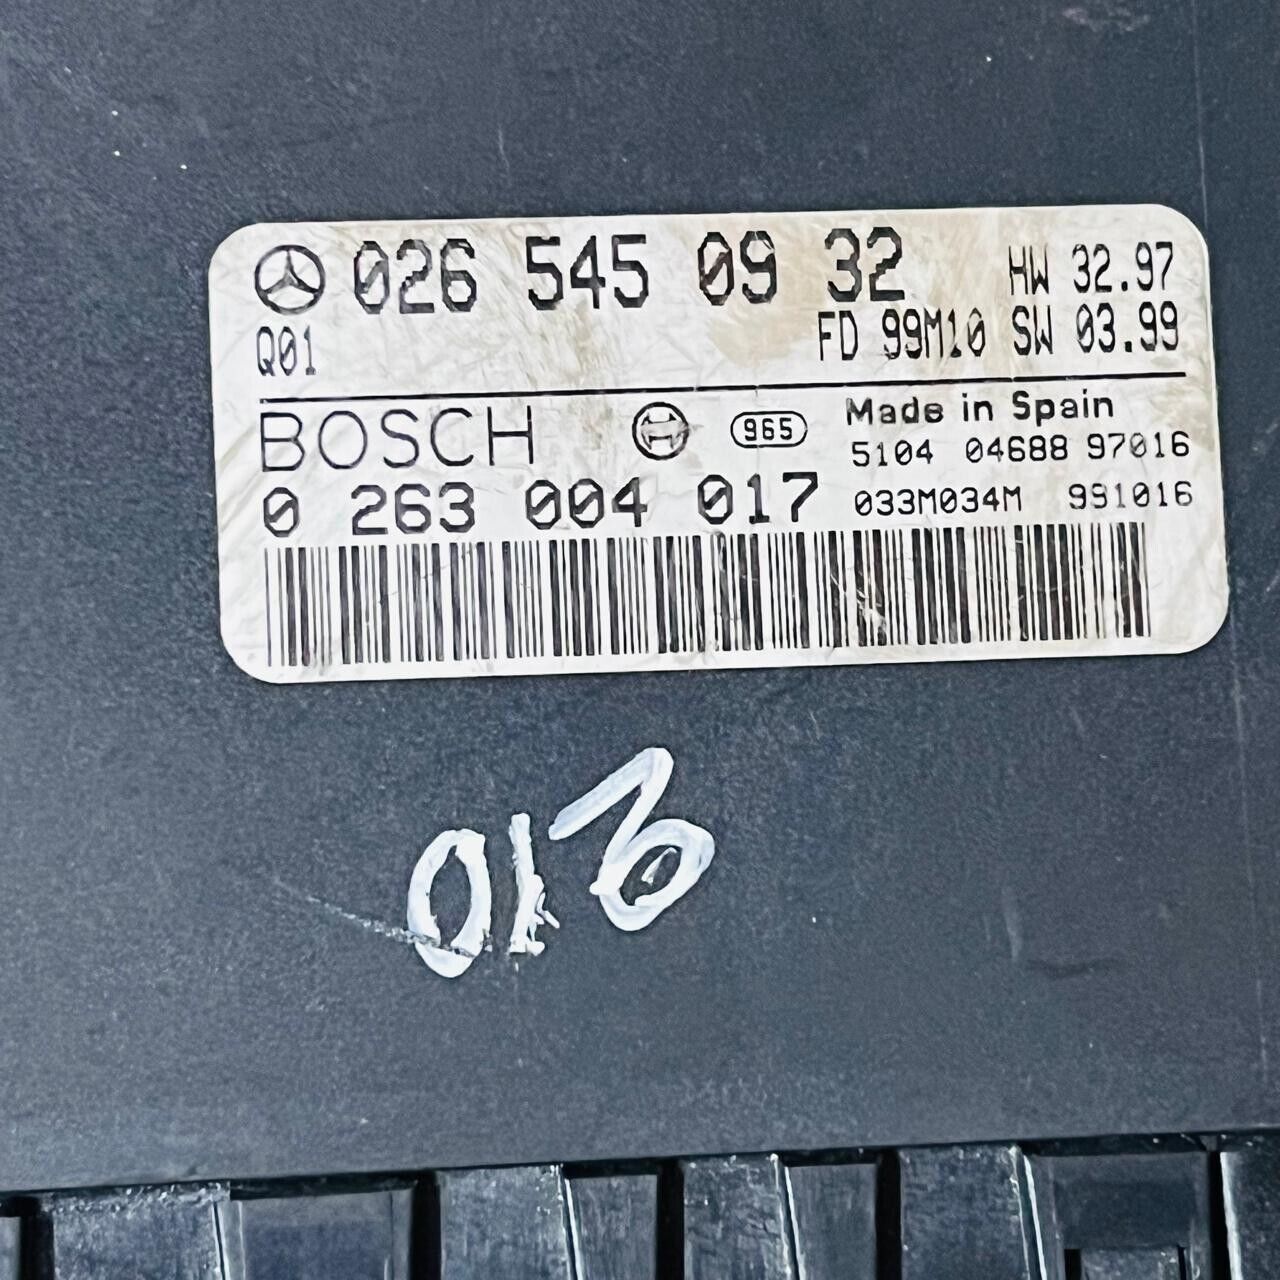 026 545 09 32 HW 32.97
Q01 FD 99M10 SW 03.99
BOSCH 965 Made in Spain
5104 04688 97016
0 263 004 017 033M034M 991016